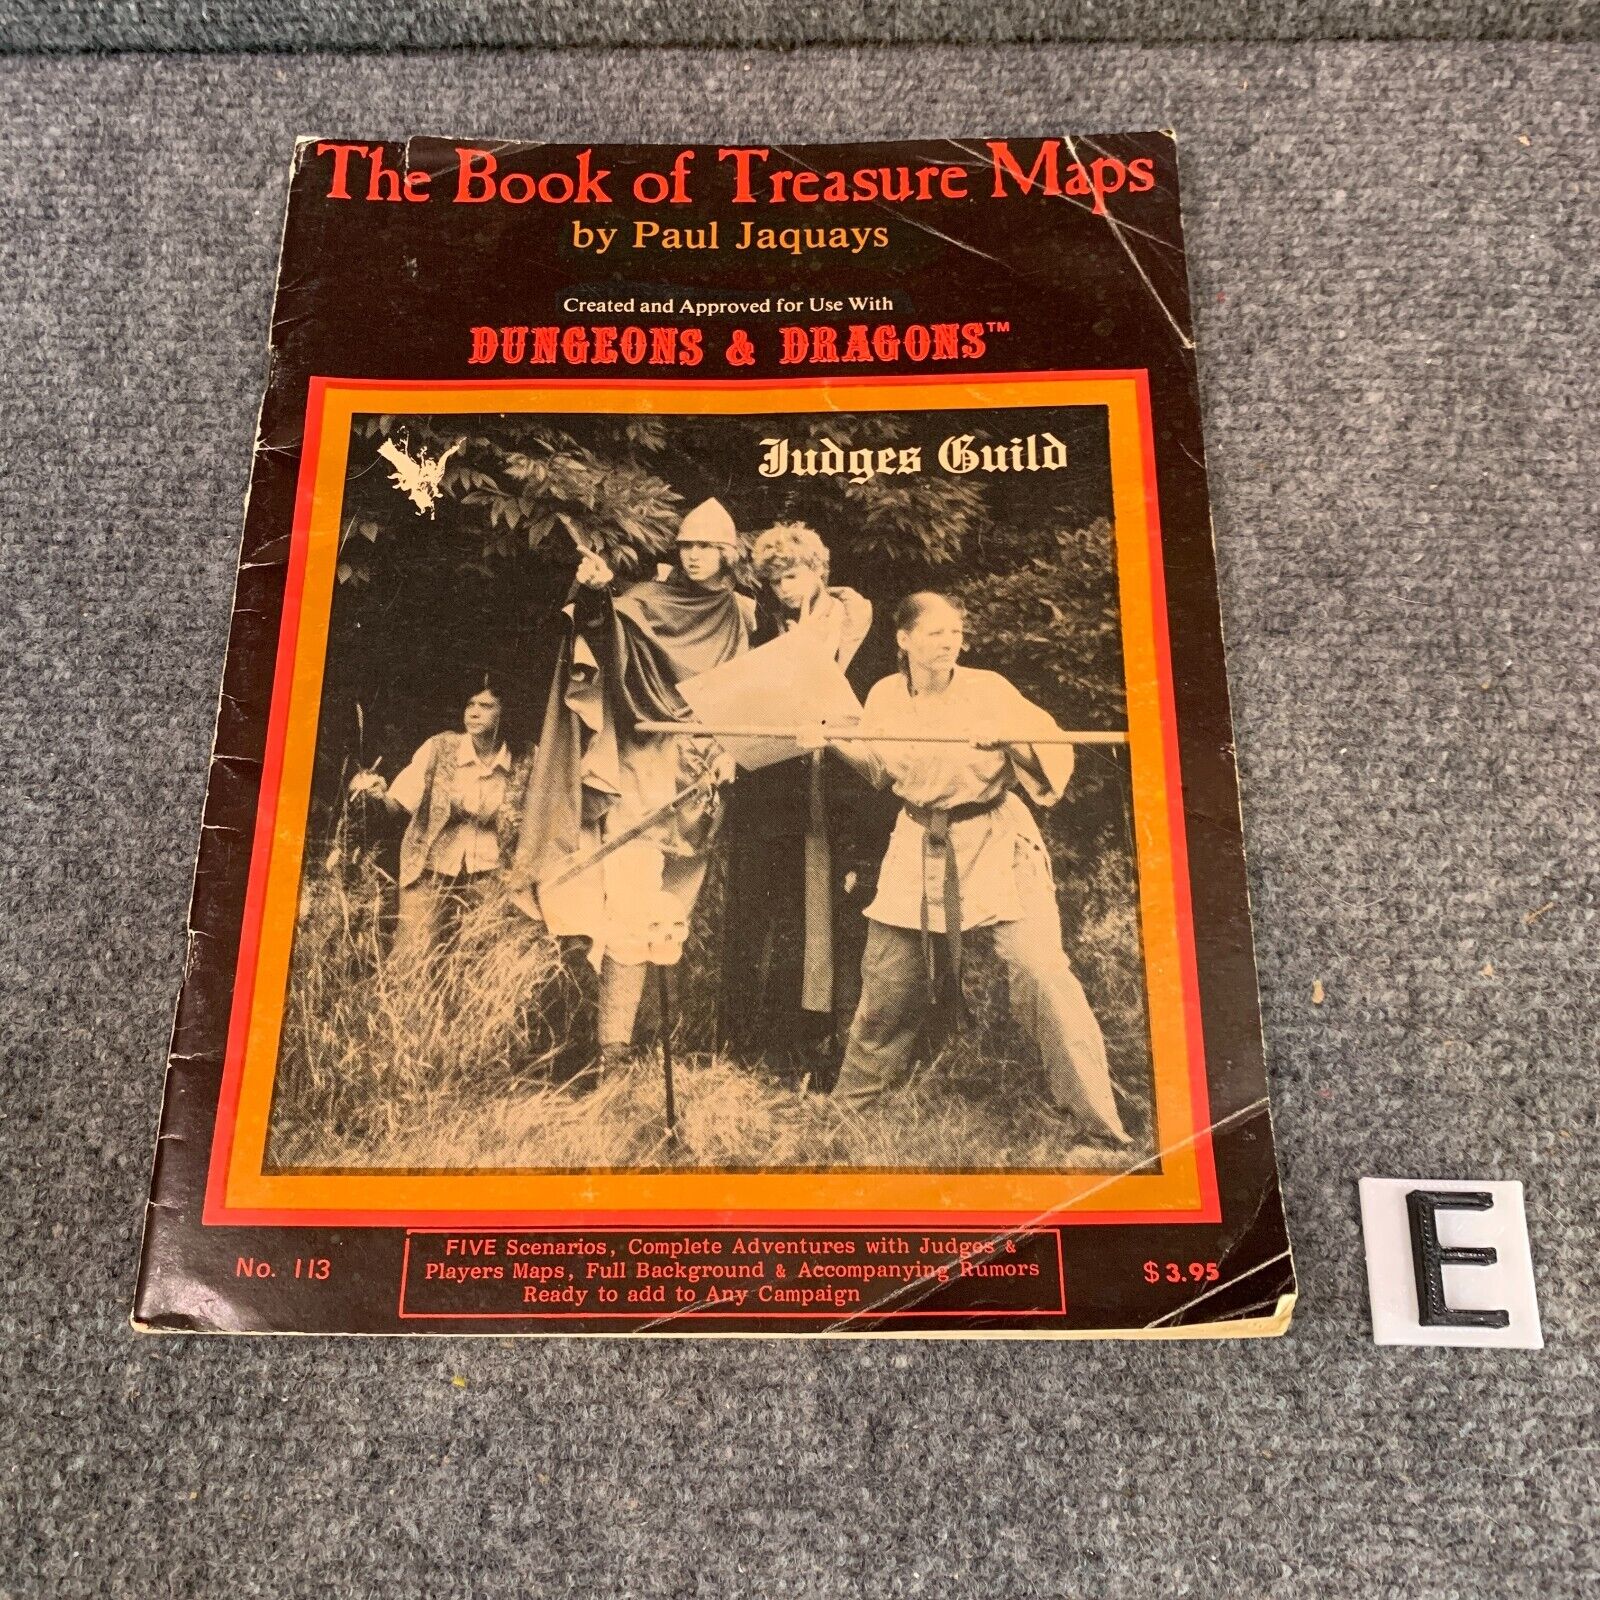 The Book of Treasure Maps
by Paul Jaquays
Created and Approved for Use With
DUNGEONS & DRAGONS™
Judges Guild
No. 113
FIVE Scenarios, Complete Adventures with Judges &
Players Maps, Full Background & Accompanying Rumors
Ready to add to Any Campaign
$3.95
E